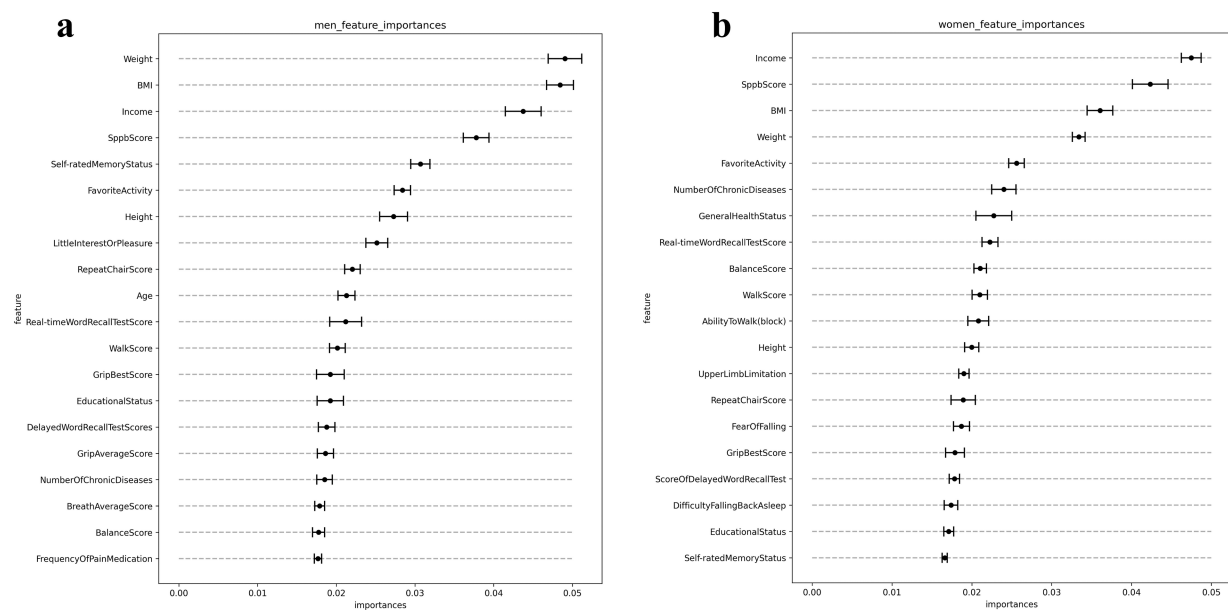 a
men_feature_importances
Weight
BMI
Income
SppbScore
Self-ratedMemoryStatus
FavoriteActivity
Height
LittleInterestOrPleasure
RepeatChairScore
Age
Real-timeWordRecallTestScore
WalkScore
GripBestScore
EducationalStatus
DelayedWordRecallTestScores
GripAverageScore
NumberOfChronicDiseases
BreathAverageScore
BalanceScore
FrequencyOfPainMedication
feature
0.00 0.01 0.02 0.03 0.04 0.05
importances
b
women_feature_importances
Income
SppbScore
BMI
Weight
FavoriteActivity
NumberOfChronicDiseases
GeneralHealthStatus
Real-timeWordRecallTestScore
BalanceScore
WalkScore
AbilityToWalk(block)
Height
UpperLimbLimitation
RepeatChairScore
FearOfFalling
GripBestScore
ScoreOfDelayedWordRecallTest
DifficultyFallingBackAsleep
EducationalStatus
Self-ratedMemoryStatus
feature
0.00 0.01 0.02 0.03 0.04 0.05
importances